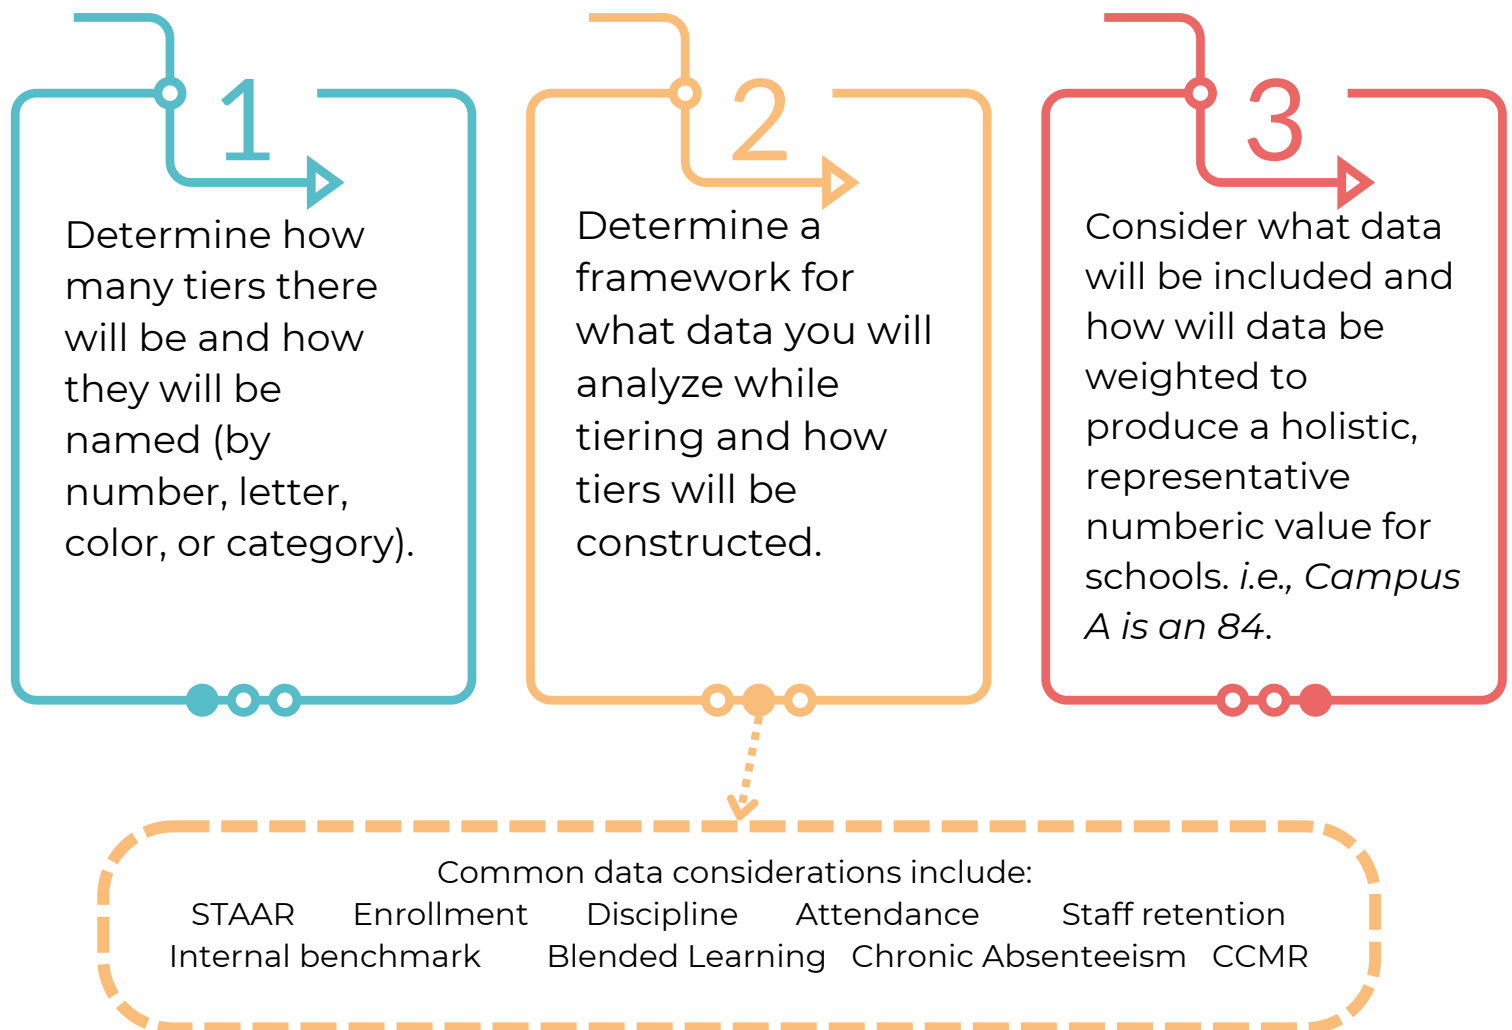 1
Determine how
many tiers there
will be and how
they will be
named (by
number, letter,
color, or category).
2
Determine a
framework for
what data you will
analyze while
tiering and how
tiers will be
constructed.
3
Consider what data
will be included and
how will data be
weighted to
produce a holistic,
representative
numberic value for
schools. i.e., Campus
A is an 84.
Common data considerations include:
STAAR Enrollment Discipline Attendance Staff retention
Internal benchmark Blended Learning Chronic Absenteeism CCMR